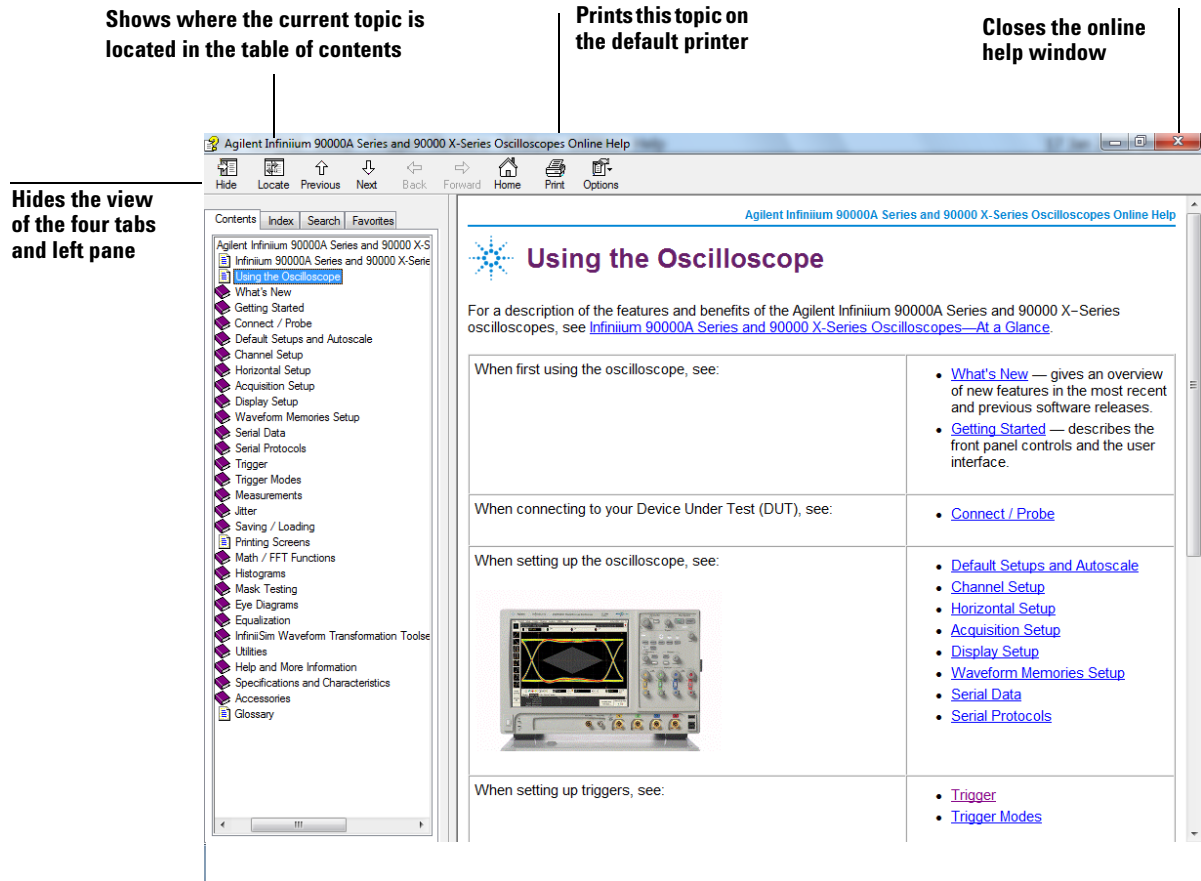 Shows where the current topic is
located in the table of contents
Prints this topic on
the default printer
Closes the online
help window
Hides the view
of the four tabs
and left pane
Agilent Infiniium 90000A Series and 90000 X-Series Oscilloscopes Online Help
Hide Locate Previous Next Back Forward Home Print Options
Contents Index Search Favorites
Agilent Infiniium 90000A Series and 90000 X-S
Infiniium 90000A Series and 90000 X-Serie
Using the Oscilloscope
What's New
Getting Started
Connect / Probe
Default Setups and Autoscale
Channel Setup
Horizontal Setup
Acquisition Setup
Display Setup
Waveform Memories Setup
Serial Data
Serial Protocols
Trigger
Trigger Modes
Measurements
Jitter
Saving / Loading
Printing Screens
Math / FFT Functions
Histograms
Mask Testing
Eye Diagrams
Equalization
InfiniiSim Waveform Transformation Toolse
Utilities
Help and More Information
Specifications and Characteristics
Accessories
Glossary
Agilent Infiniium 90000A Series and 90000 X-Series Oscilloscopes Online Help
Using the Oscilloscope
For a description of the features and benefits of the Agilent Infiniium 90000A Series and 90000 X−Series
oscilloscopes, see Infiniium 90000A Series and 90000 X-Series Oscilloscopes—At a Glance.
When first using the oscilloscope, see:
• What's New — gives an overview
of new features in the most recent
and previous software releases.
• Getting Started — describes the
front panel controls and the user
interface.
When connecting to your Device Under Test (DUT), see:
• Connect / Probe
When setting up the oscilloscope, see:
• Default Setups and Autoscale
• Channel Setup
• Horizontal Setup
• Acquisition Setup
• Display Setup
• Waveform Memories Setup
• Serial Data
• Serial Protocols
When setting up triggers, see:
• Trigger
• Trigger Modes